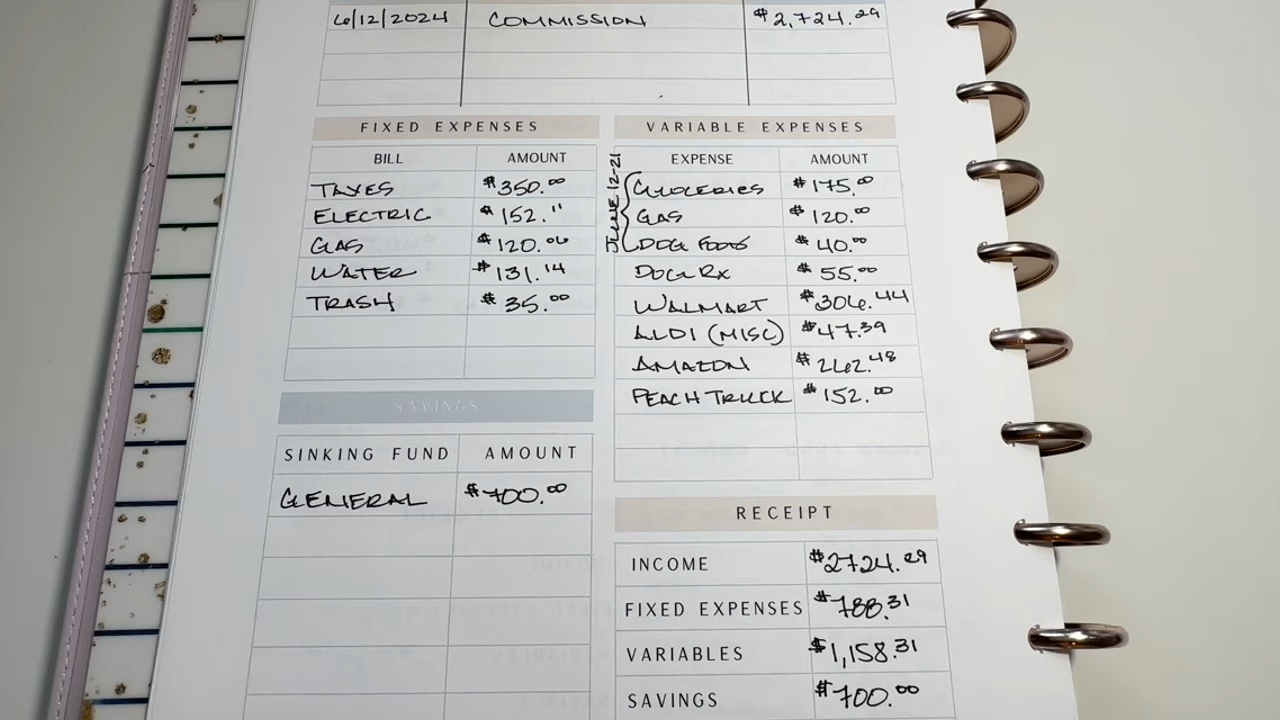 6/12/2024 COMMISSION $2,724.29
FIXED EXPENSES
BILL AMOUNT
TAXES $350.00
ELECTRIC $152.11
GAS $120.06
WATER $131.14
TRASH $35.00
SAVINGS
SINKING FUND AMOUNT
GENERAL $700.00
VARIABLE EXPENSES
EXPENSE AMOUNT
JUNE 12-21
GROCERIES $175.00
GAS $120.00
DOG FOOD $40.00
DOG RX $55.00
WALMART $306.44
ALDI (MISC) $47.39
AMAZON $262.48
PEACH TRUCK $152.00
RECEIPT
INCOME $2724.29
FIXED EXPENSES $788.31
VARIABLES $1,158.31
SAVINGS $700.00